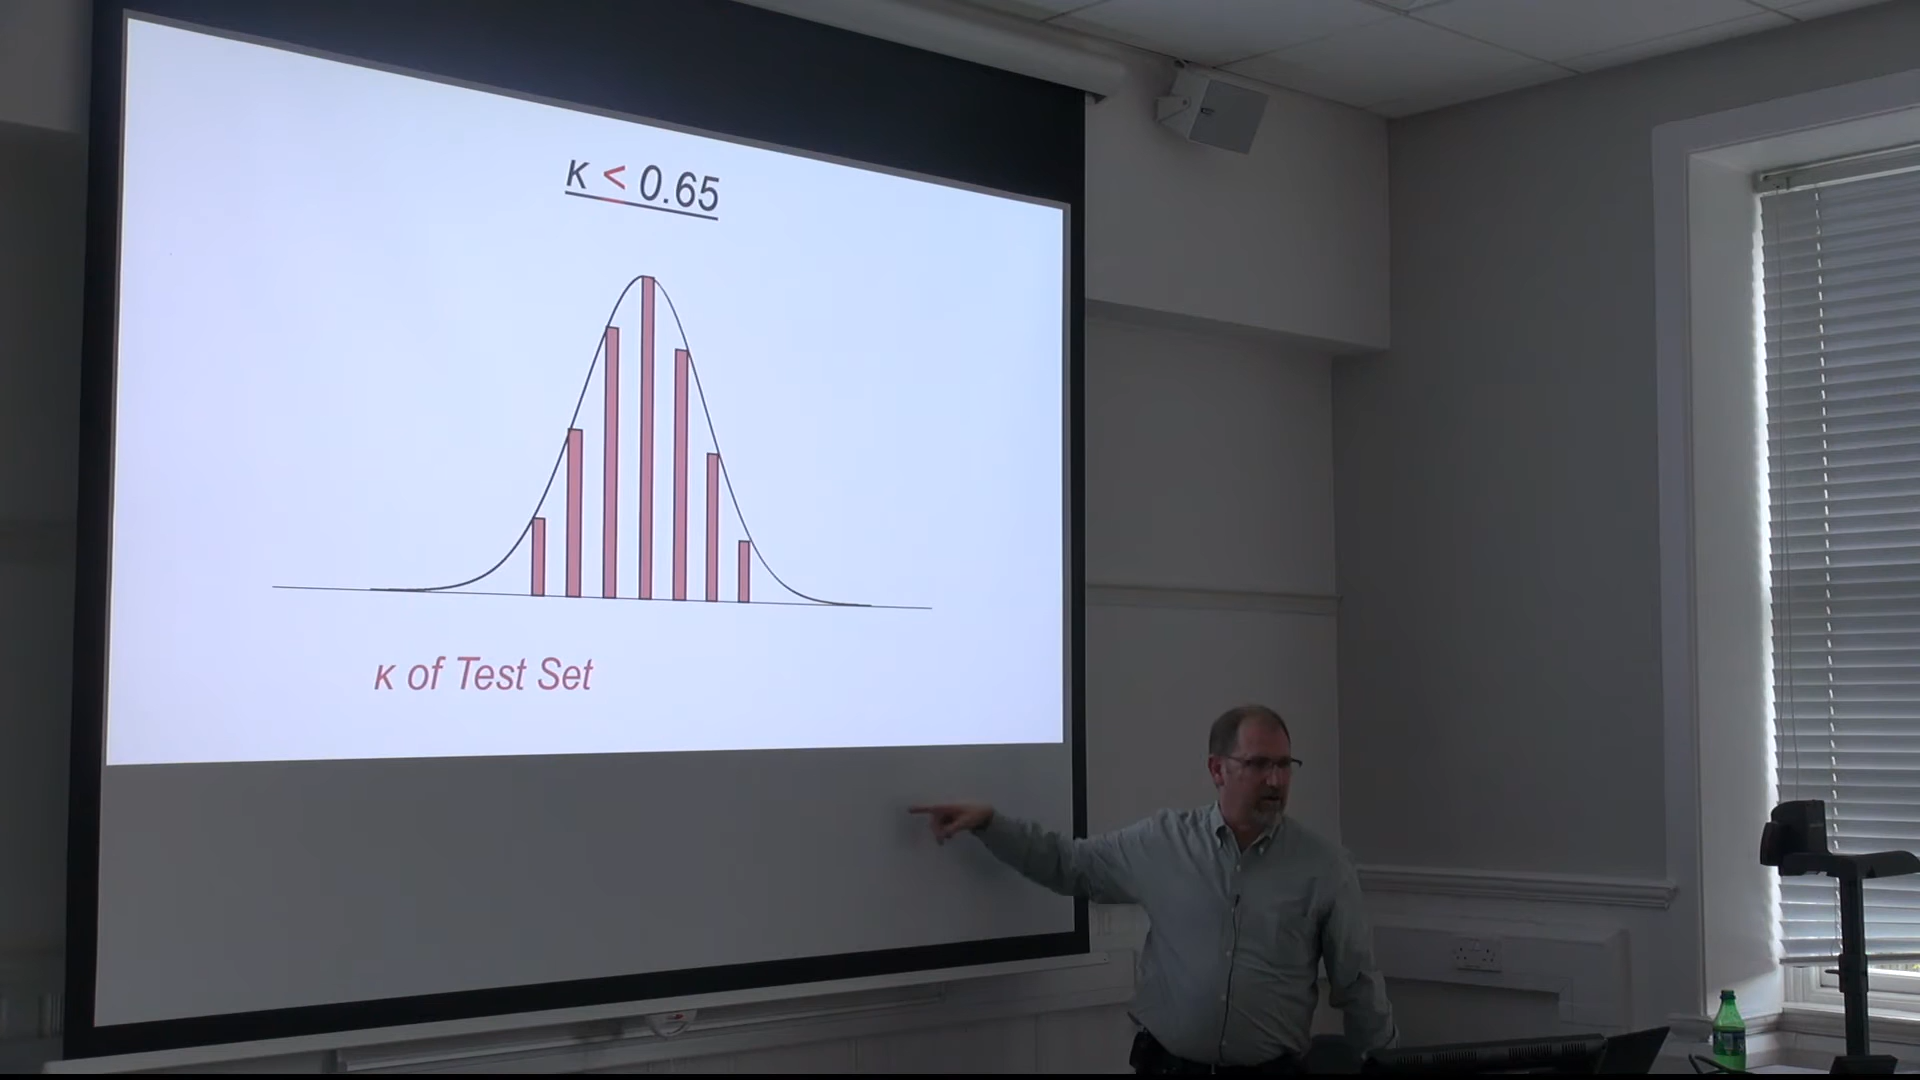 κ < 0.65
κ of Test Set